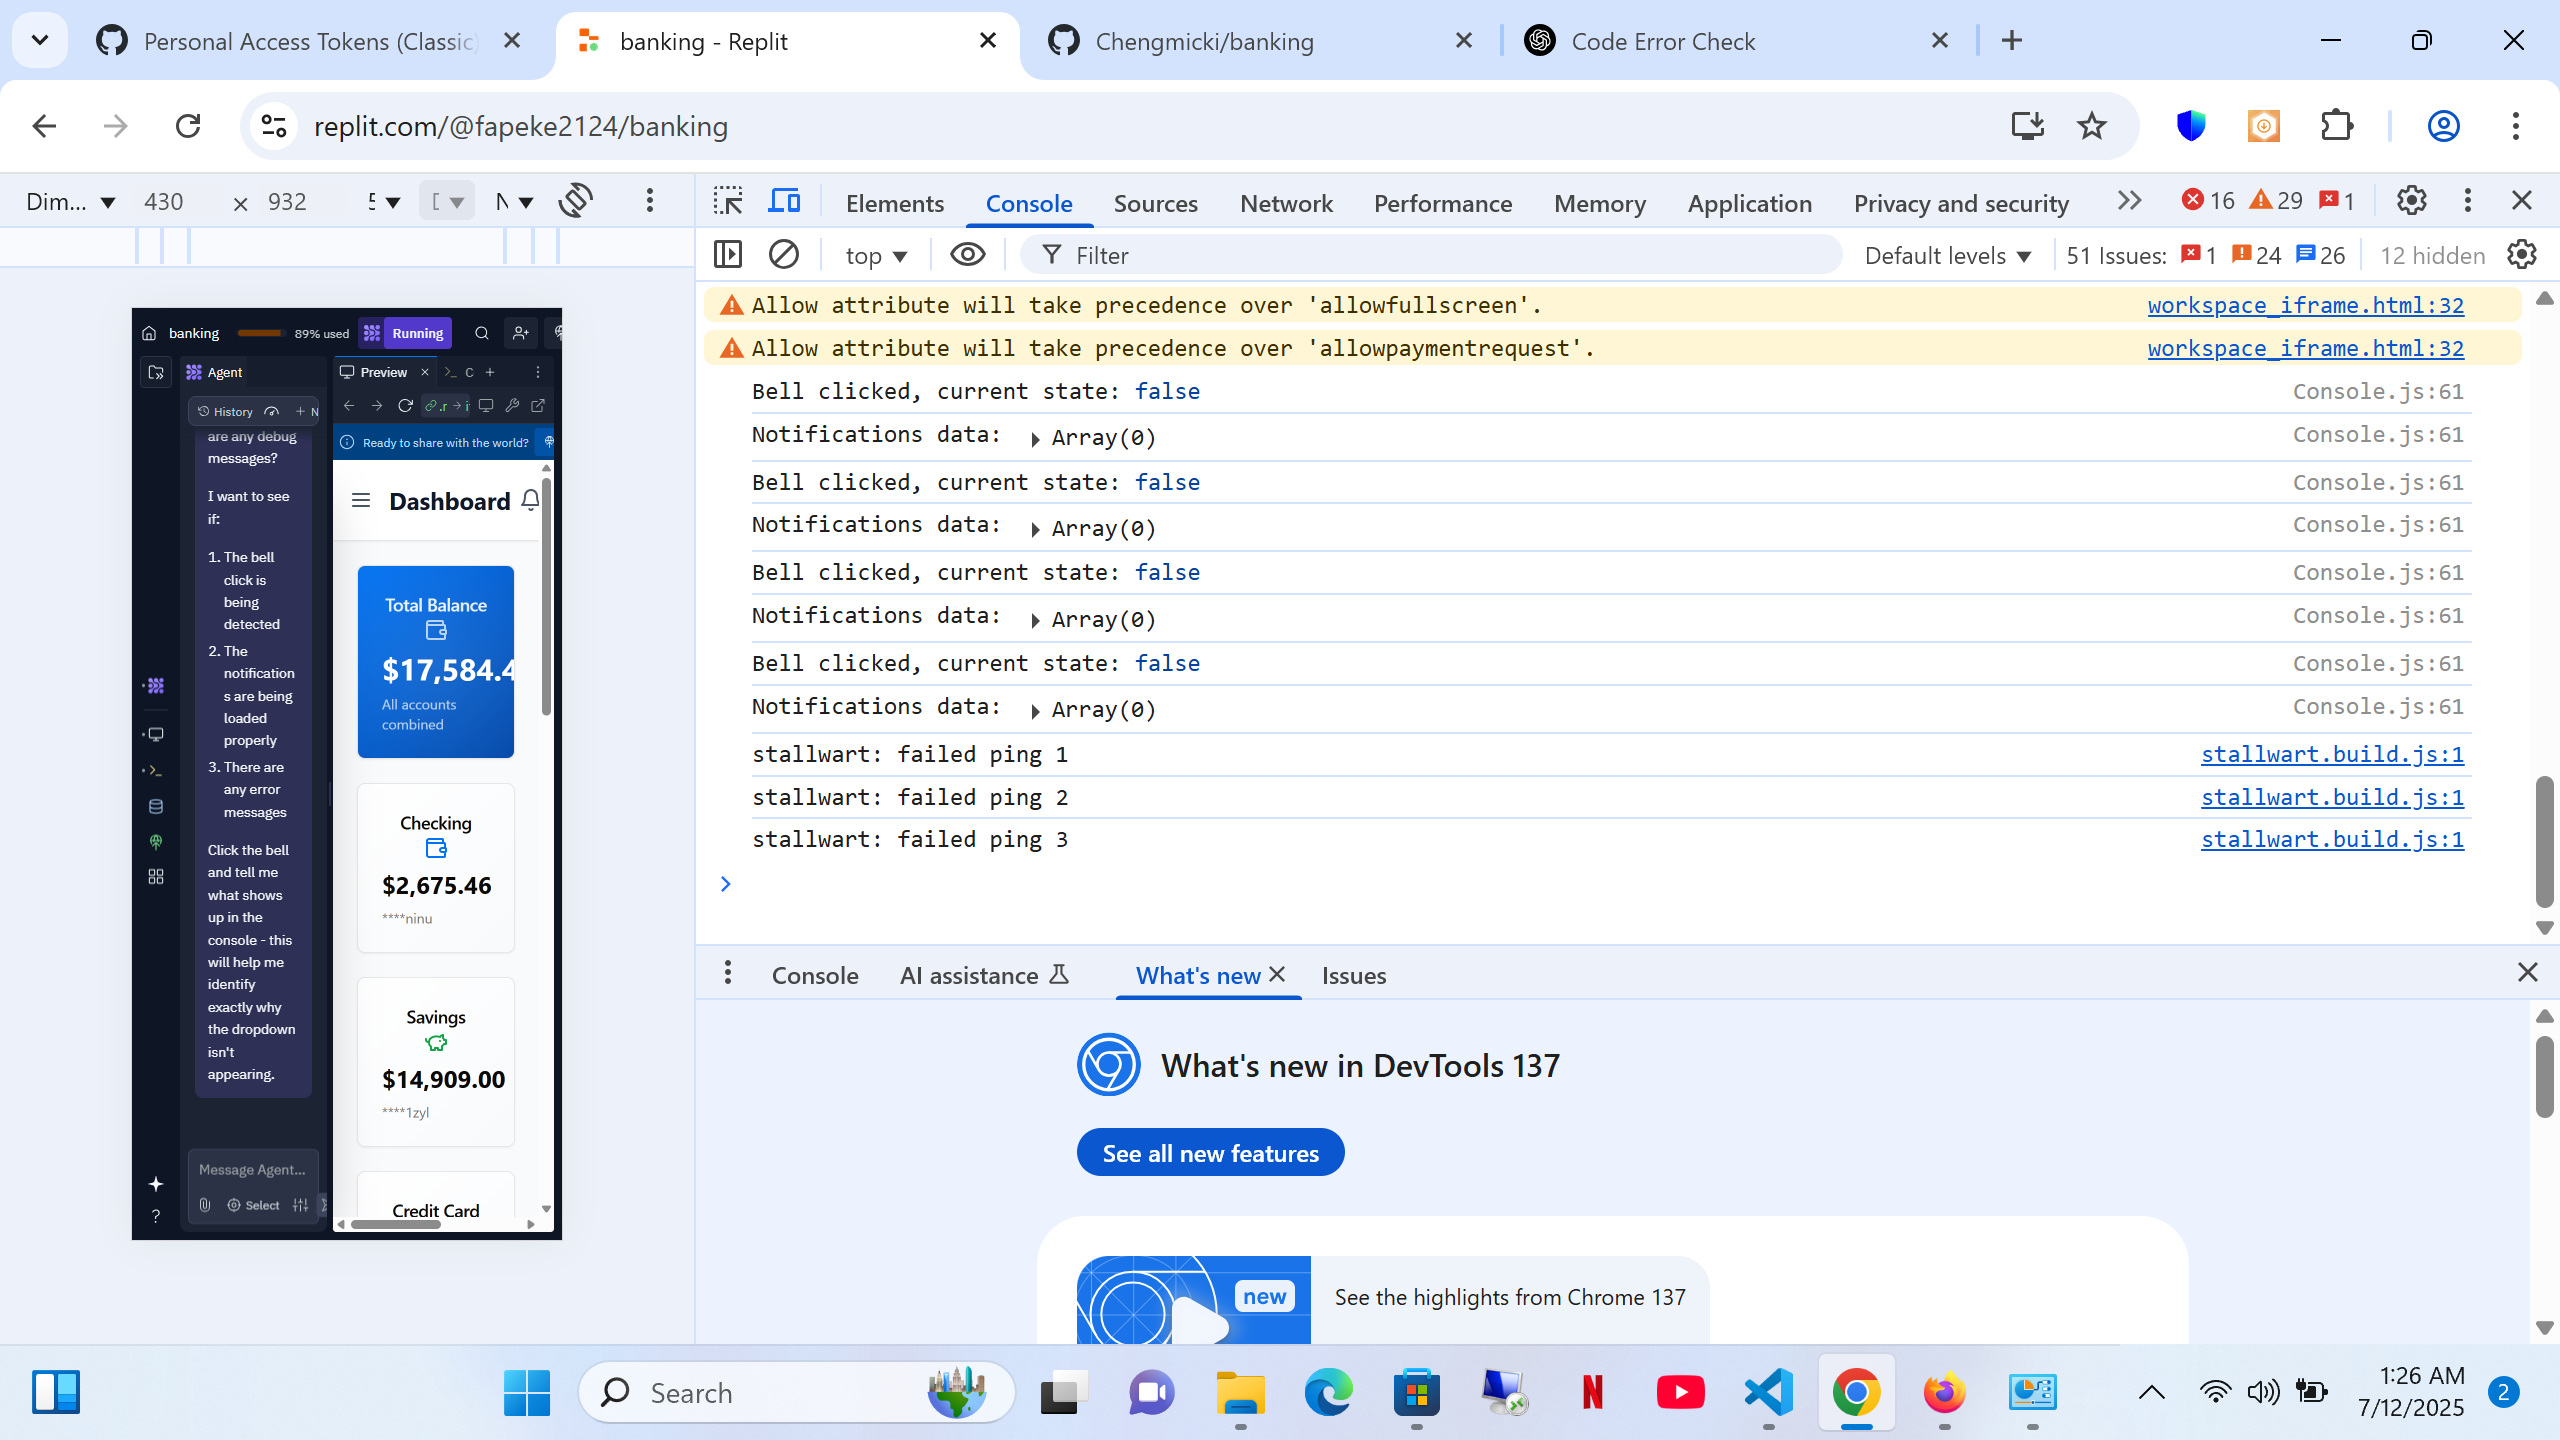 Personal Access Tokens (Classic)
banking - Replit
Chengmicki/banking
Code Error Check
replit.com/@fapeke2124/banking
Dim... 430 × 932
Elements Console Sources Network Performance Memory Application Privacy and security
16 29 1
top Filter Default levels 51 Issues: 1 24 26 12 hidden
Allow attribute will take precedence over 'allowfullscreen'. workspace_iframe.html:32
Allow attribute will take precedence over 'allowpaymentrequest'. workspace_iframe.html:32
Bell clicked, current state: false Console.js:61
Notifications data: Array(0) Console.js:61
Bell clicked, current state: false Console.js:61
Notifications data: Array(0) Console.js:61
Bell clicked, current state: false Console.js:61
Notifications data: Array(0) Console.js:61
Bell clicked, current state: false Console.js:61
Notifications data: Array(0) Console.js:61
stallwart: failed ping 1 stallwart.build.js:1
stallwart: failed ping 2 stallwart.build.js:1
stallwart: failed ping 3 stallwart.build.js:1
Console AI assistance What's new Issues
What's new in DevTools 137
See all new features
new
See the highlights from Chrome 137
banking 89% used Running
Agent
History N
are any debug
messages?
I want to see
if:
1. The bell
click is
being
detected
2. The
notification
s are being
loaded
properly
3. There are
any error
messages
Click the bell
and tell me
what shows
up in the
console - this
will help me
identify
exactly why
the dropdown
isn't
appearing.
Message Agent...
Select
Preview C
Ready to share with the world?
Dashboard
Total Balance
$17,584.4
All accounts
combined
Checking
$2,675.46
****ninu
Savings
$14,909.00
****1zyl
Credit Card
Search
1:26 AM
7/12/2025
2